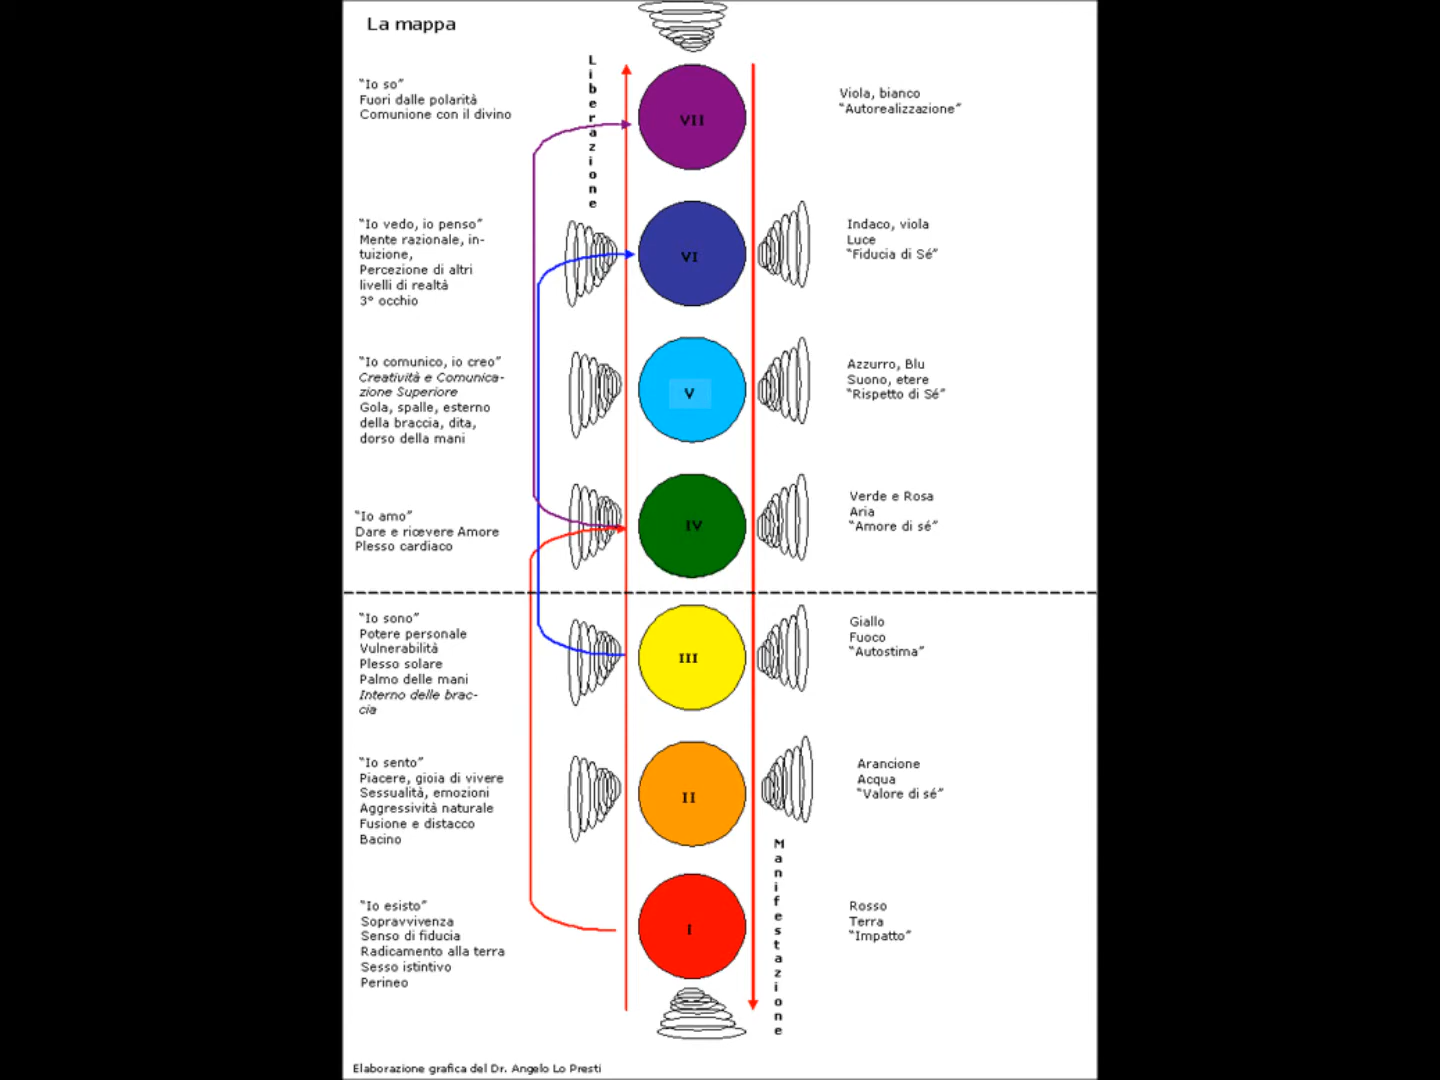 La mappa
Liberazione
"Io so"
Fuori dalle polarità
Comunione con il divino
VII
Viola, bianco
"Autorealizzazione"
"Io vedo, io penso"
Mente razionale, in-
tuizione,
Percezione di altri
livelli di realtà
3° occhio
VI
Indaco, viola
Luce
"Fiducia di Sé"
"Io comunico, io creo"
Creatività e Comunica-
zione Superiore
Gola, spalle, esterno
della braccia, dita,
dorso della mani
V
Azzurro, Blu
Suono, etere
"Rispetto di Sé"
"Io amo"
Dare e ricevere Amore
Plesso cardiaco
IV
Verde e Rosa
Aria
"Amore di sé"
"Io sono"
Potere personale
Vulnerabilità
Plesso solare
Palmo delle mani
Interno delle brac-
cia
III
Giallo
Fuoco
"Autostima"
"Io sento"
Piacere, gioia di vivere
Sessualità, emozioni
Aggressività naturale
Fusione e distacco
Bacino
II
Arancione
Acqua
"Valore di sé"
Manifestazione
"Io esisto"
Sopravvivenza
Senso di fiducia
Radicamento alla terra
Sesso istintivo
Perineo
I
Rosso
Terra
"Impatto"
Elaborazione grafica del Dr. Angelo Lo Presti